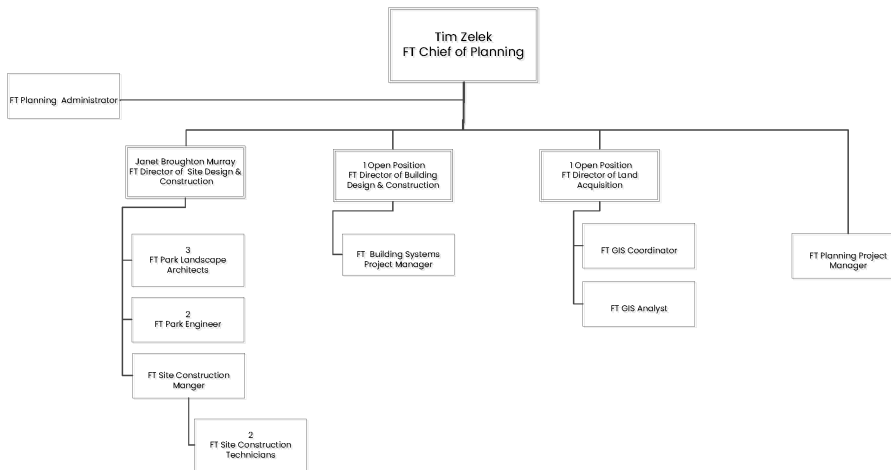 Tim Zelek
FT Chief of Planning
FT Planning Administrator
Janet Broughton Murray
FT Director of Site Design &
Construction
1 Open Position
FT Director of Building
Design & Construction
1 Open Position
FT Director of Land
Acquisition
3
FT Park Landscape
Architects
FT Building Systems
Project Manager
FT GIS Coordinator
FT Planning Project
Manager
2
FT Park Engineer
FT GIS Analyst
FT Site Construction
Manger
2
FT Site Construction
Technicians